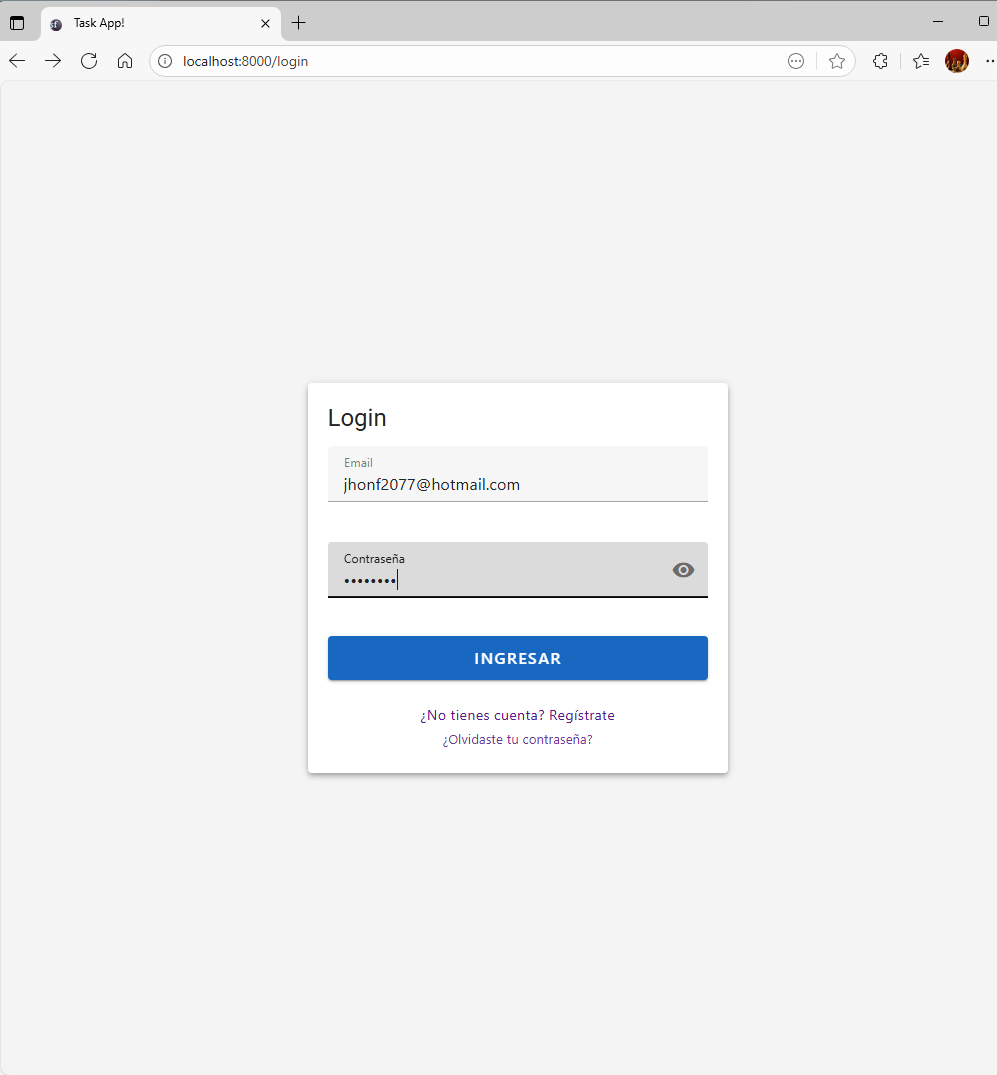 Task App!
localhost:8000/login
Login
Email
jhonf2077@hotmail.com
Contraseña
••••••••
INGRESAR
¿No tienes cuenta? Regístrate
¿Olvidaste tu contraseña?